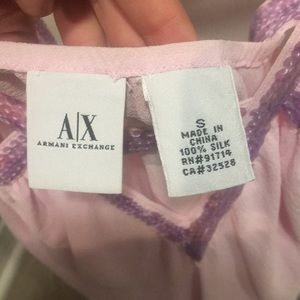 A|X
ARMANI EXCHANGE
S
MADE IN
CHINA
100% SILK
RN#91714
CA#32528